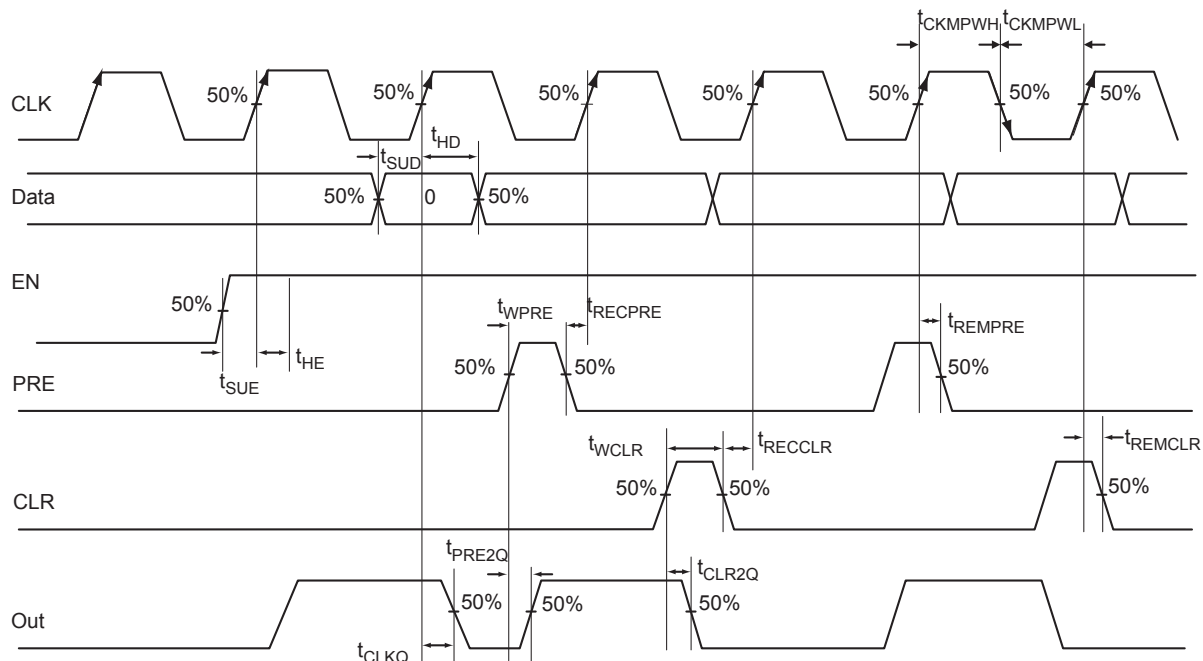 tCKMPWH tCKMPWL
CLK 50% 50% 50% 50% 50% 50% 50%
tSUD tHD
Data 50% 0 50%
EN
50%
tWPRE tRECPRE tREMPRE
tSUE tHE
PRE 50% 50% 50%
tWCLR tRECCLR tREMCLR
CLR 50% 50% 50%
tPRE2Q tCLR2Q
Out 50% 50% 50%
tCLKQ